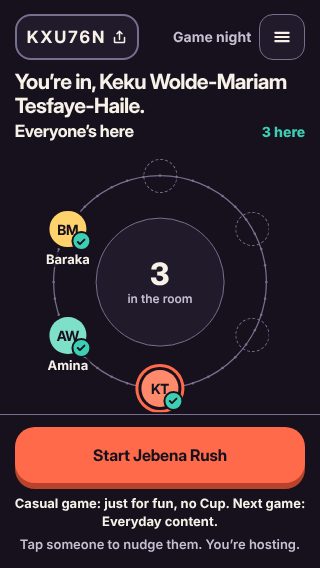 KXU76N
Game night
You’re in, Keku Wolde-Mariam
Tesfaye-Haile.
Everyone’s here
3 here
BM
Baraka
3
in the room
AW
Amina
KT
Start Jebena Rush
Casual game: just for fun, no Cup. Next game:
Everyday content.
Tap someone to nudge them. You’re hosting.